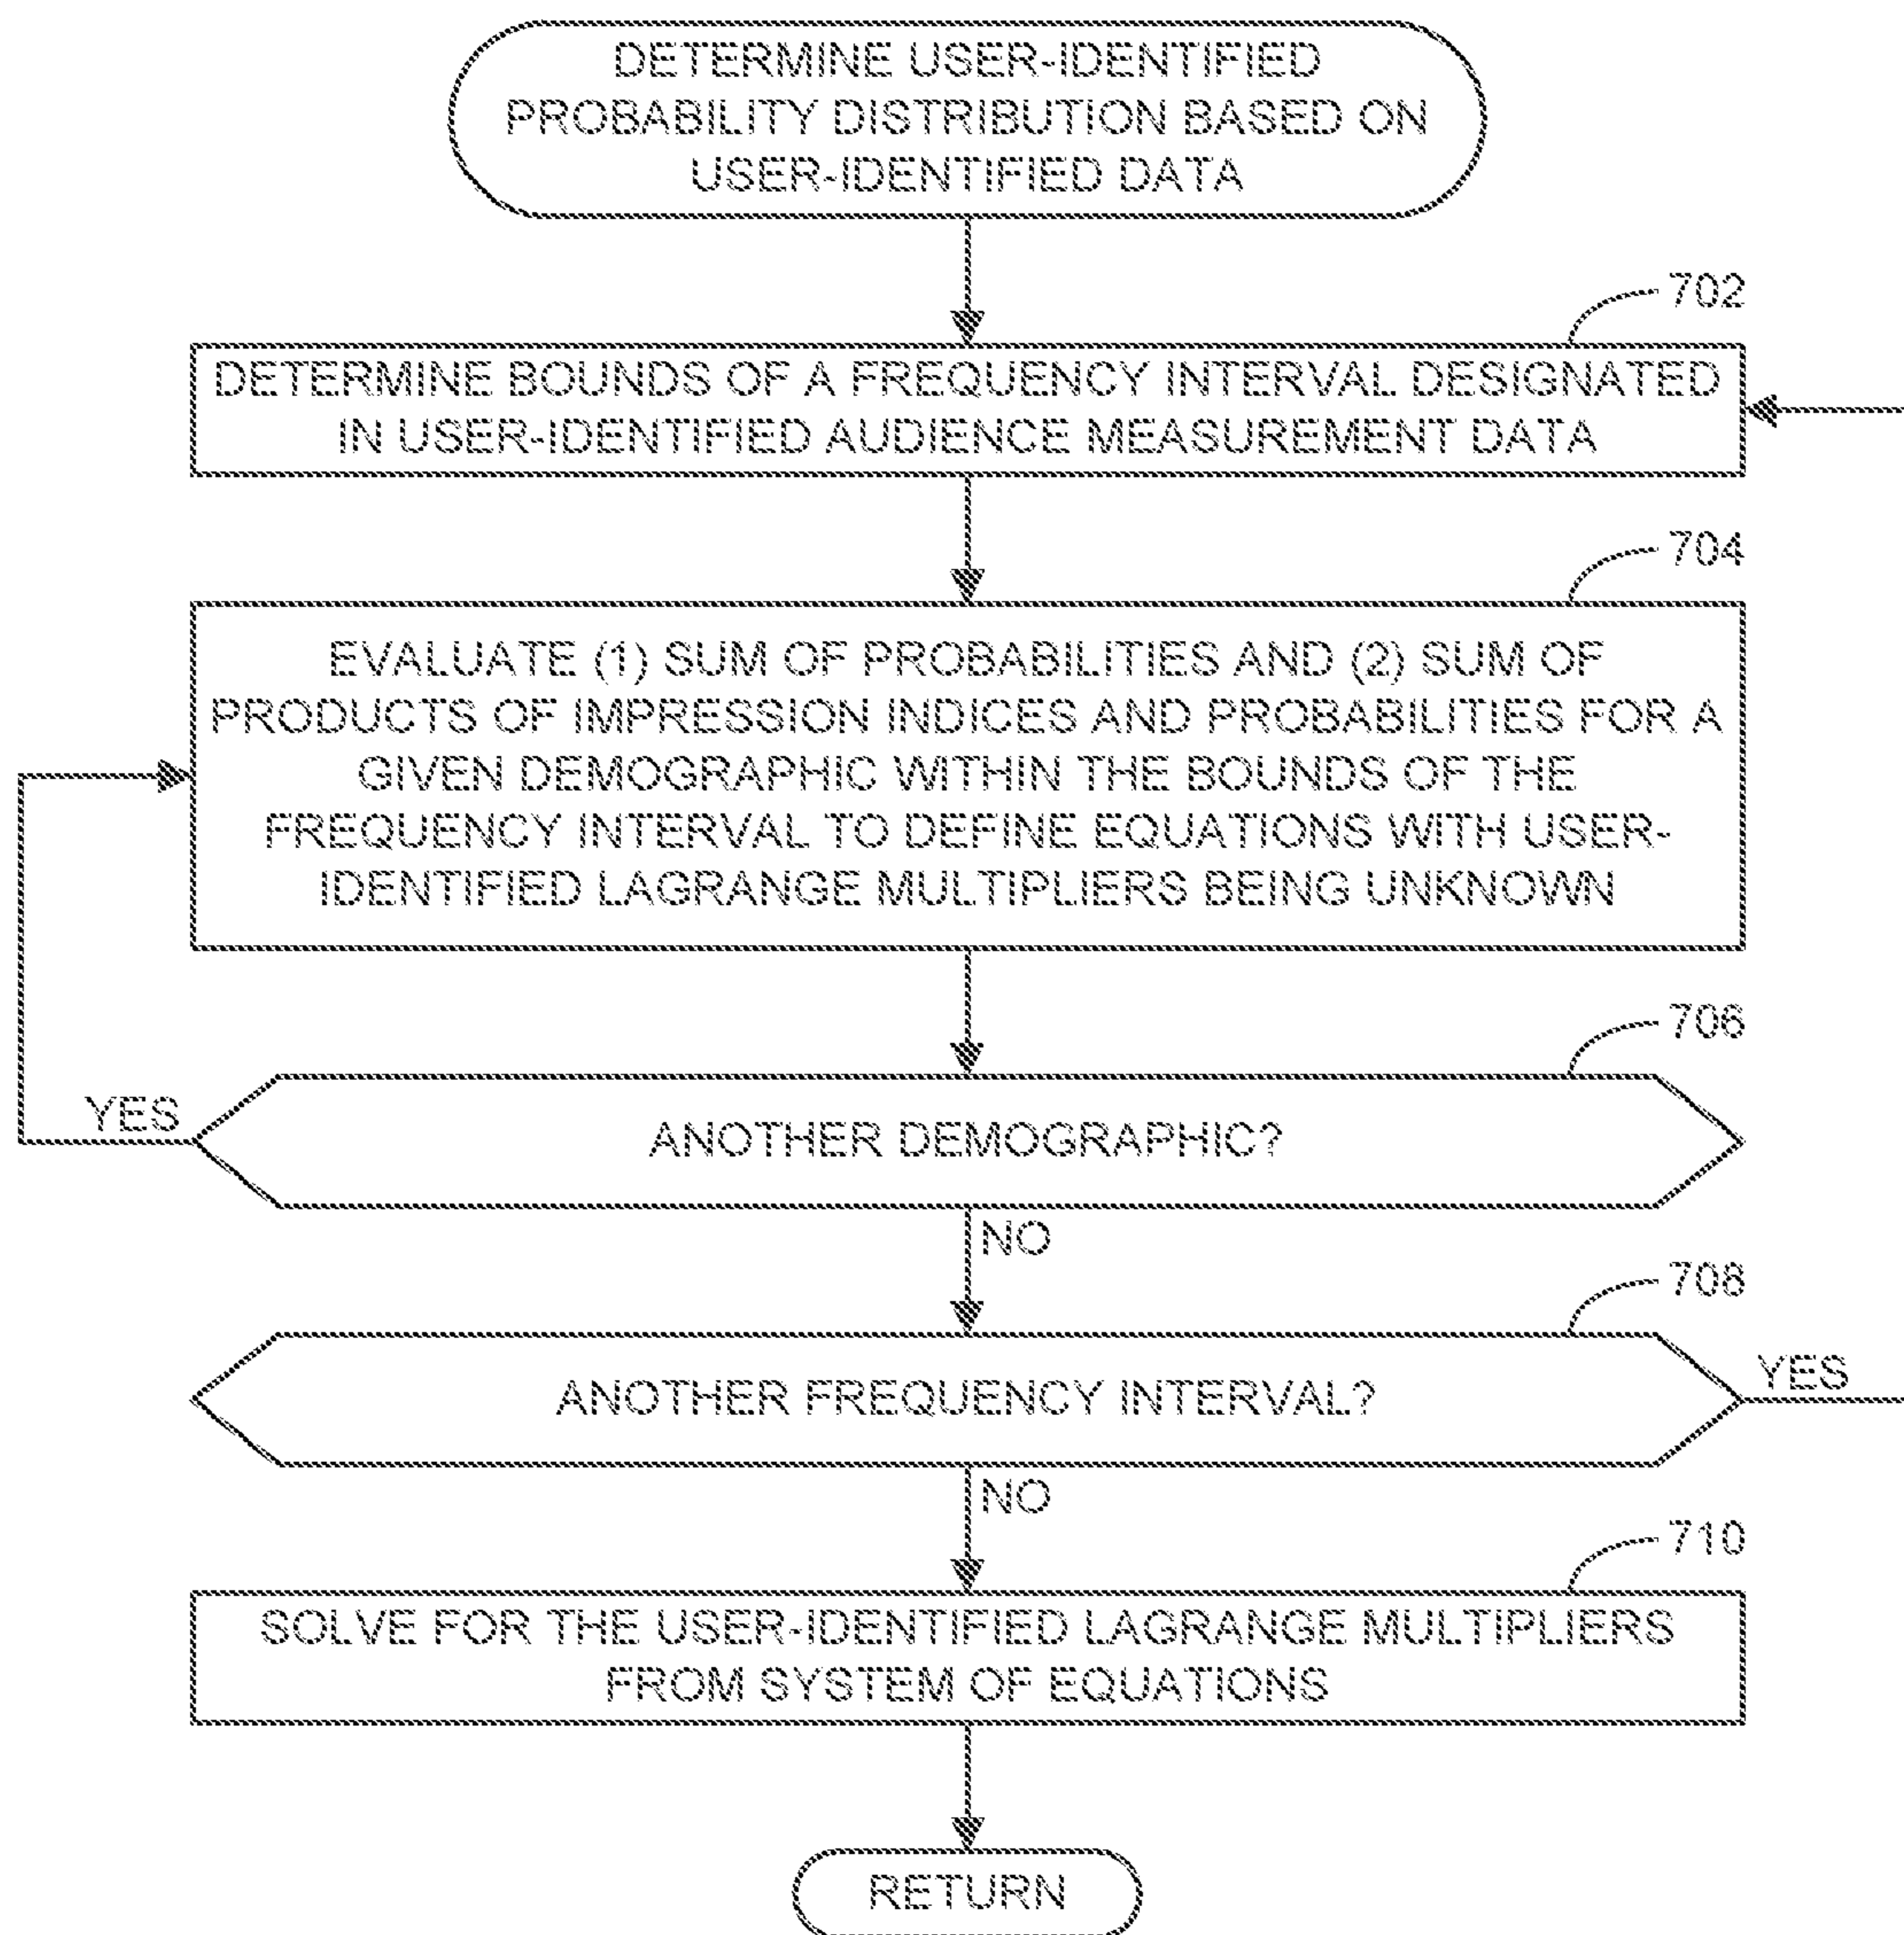 DETERMINE USER-IDENTIFIED
PROBABILITY DISTRIBUTION BASED ON
USER-IDENTIFIED DATA
702
DETERMINE BOUNDS OF A FREQUENCY INTERVAL DESIGNATED
IN USER-IDENTIFIED AUDIENCE MEASUREMENT DATA
704
EVALUATE (1) SUM OF PROBABILITIES AND (2) SUM OF
PRODUCTS OF IMPRESSION INDICES AND PROBABILITIES FOR A
GIVEN DEMOGRAPHIC WITHIN THE BOUNDS OF THE
FREQUENCY INTERVAL TO DEFINE EQUATIONS WITH USER-
IDENTIFIED LAGRANGE MULTIPLIERS BEING UNKNOWN
706
YES
ANOTHER DEMOGRAPHIC?
NO
708
ANOTHER FREQUENCY INTERVAL?
YES
NO
710
SOLVE FOR THE USER-IDENTIFIED LAGRANGE MULTIPLIERS
FROM SYSTEM OF EQUATIONS
RETURN